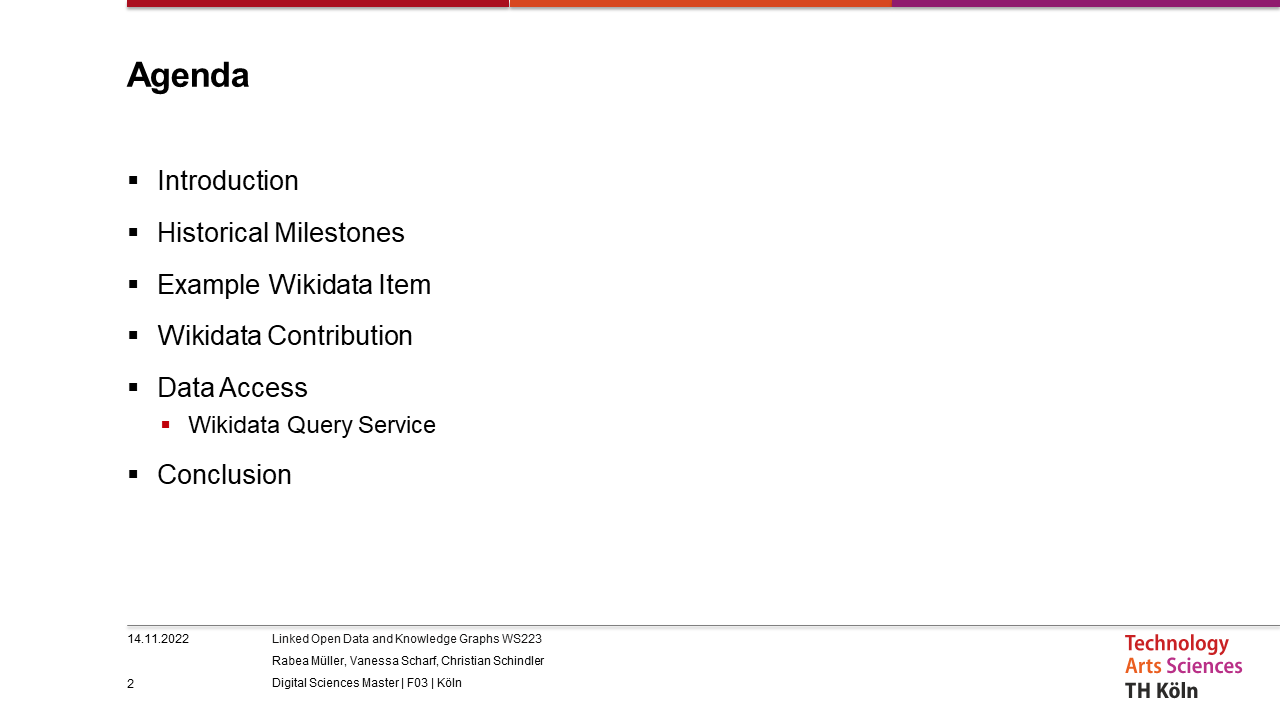 Agenda
Introduction
Historical Milestones
Example Wikidata Item
Wikidata Contribution
Data Access
Wikidata Query Service
Conclusion
14.11.2022
Linked Open Data and Knowledge Graphs WS223
Rabea Müller, Vanessa Scharf, Christian Schindler
2
Digital Sciences Master | F03 | Köln
Technology
Arts Sciences
TH Köln